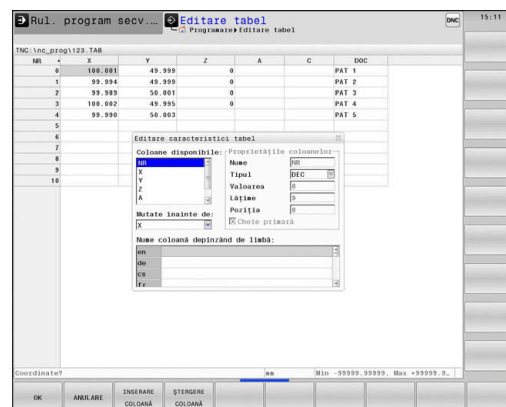 Rul. program secv.... Editare tabel DNC 15:11
Programare▸Editare tabel
TNC:\nc_prog\123.TAB
NR X Y Z A C DOC
0 100.001 49.999 0 PAT 1
1 99.994 49.999 0 PAT 2
2 99.989 50.001 0 PAT 3
3 100.002 49.995 0 PAT 4
4 99.990 50.003 PAT 5
5
6
7
8
9
10
Editare caracteristici tabel
Coloane disponibile:
NR
X
Y
Z
A
Mutate inainte de:
X
Proprietățile coloanelor
Nume NR
Tipul DEC
Valoarea 0
Lățime 9
Poziția 0
Cheie primară
Nume coloană depinzând de limbă:
en
de
cs
fr
Coordinate? mm Min -99999.99999, Max +99999.9…
OK
ANULARE
INSERARE COLOANĂ
ȘTERGERE COLOANĂ